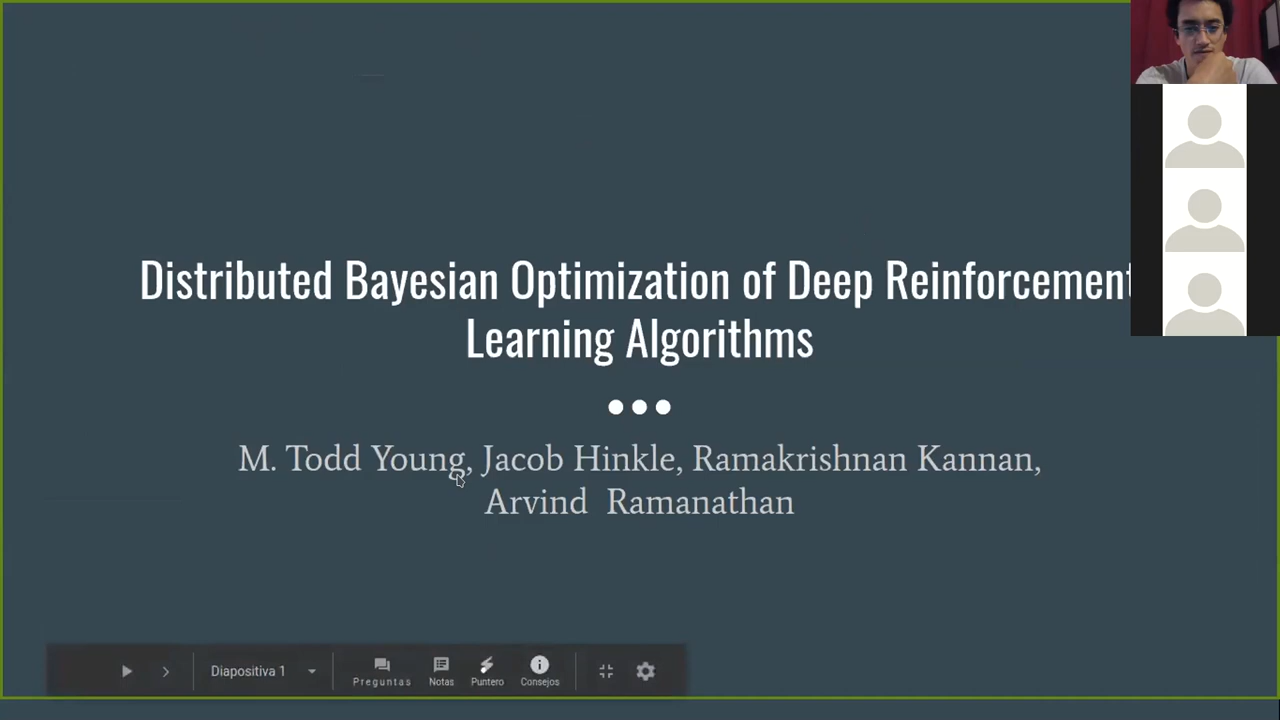 Distributed Bayesian Optimization of Deep Reinforcement
Learning Algorithms
M. Todd Young, Jacob Hinkle, Ramakrishnan Kannan,
Arvind Ramanathan
Diapositiva 1
Preguntas
Notas
Puntero
Consejos